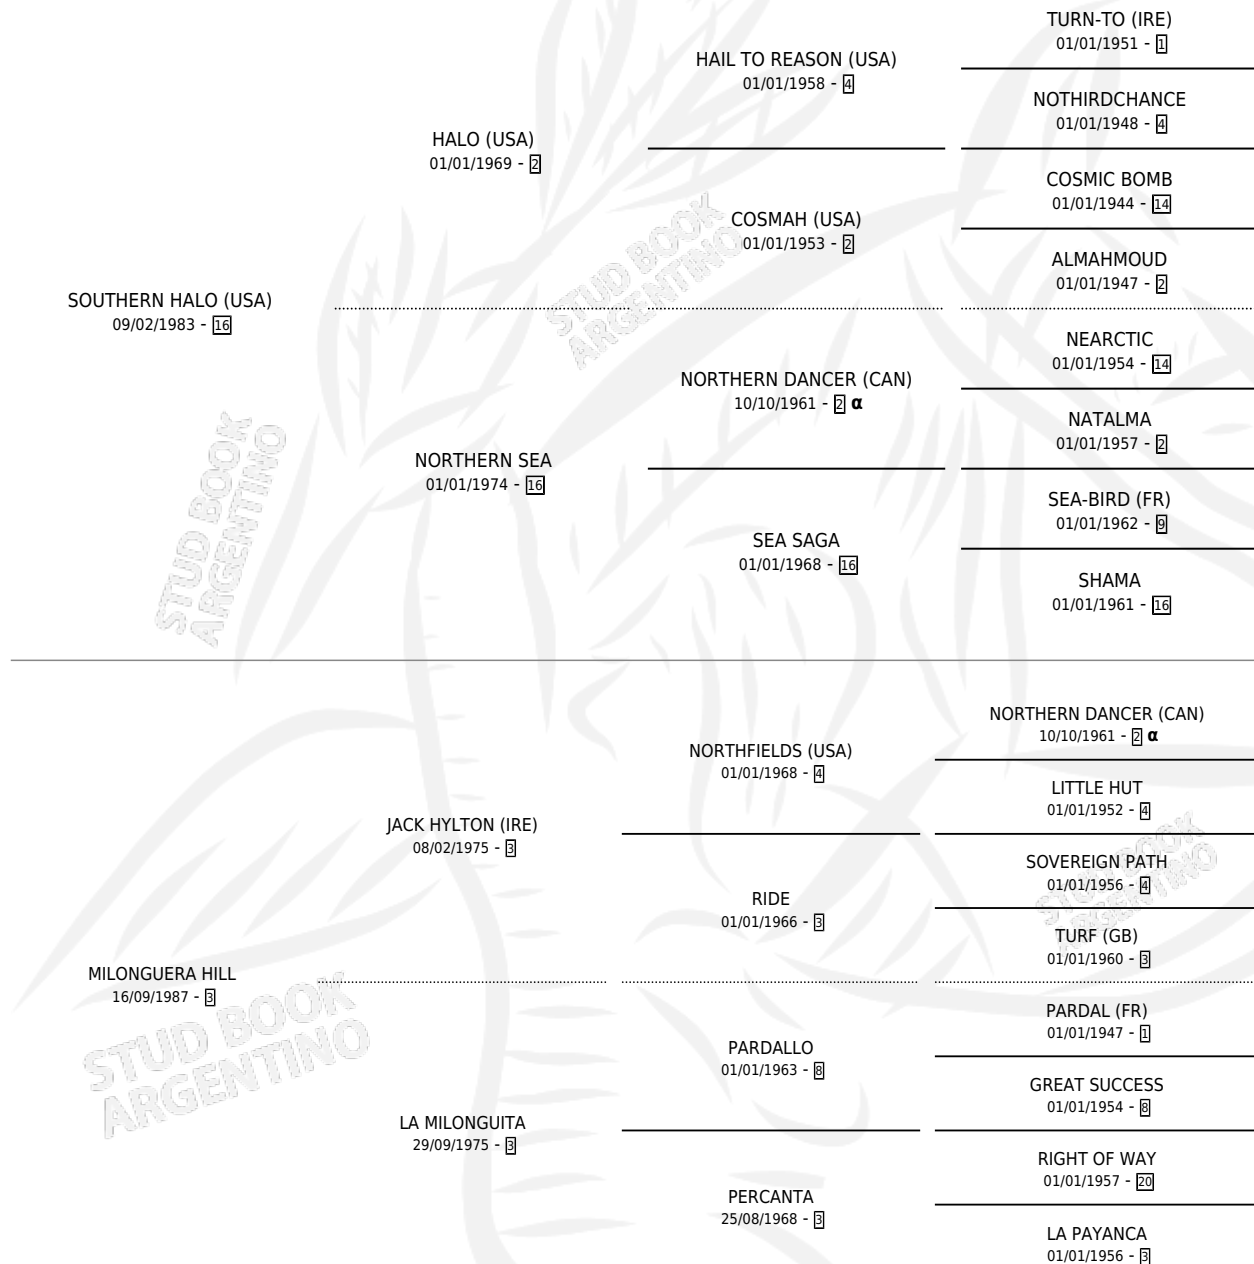 TURN-TO (IRE)
01/01/1951 - 1
HAIL TO REASON (USA)
01/01/1958 - 4
NOTHIRDCHANCE
01/01/1948 - 4
HALO (USA)
01/01/1969 - 2
COSMIC BOMB
01/01/1944 - 14
COSMAH (USA)
01/01/1953 - 2
ALMAHMOUD
01/01/1947 - 2
SOUTHERN HALO (USA)
09/02/1983 - 16
NEARCTIC
01/01/1954 - 14
NORTHERN DANCER (CAN)
10/10/1961 - 2 α
NATALMA
01/01/1957 - 2
NORTHERN SEA
01/01/1974 - 16
SEA-BIRD (FR)
01/01/1962 - 9
SEA SAGA
01/01/1968 - 16
SHAMA
01/01/1961 - 16
NORTHERN DANCER (CAN)
10/10/1961 - 2 α
NORTHFIELDS (USA)
01/01/1968 - 4
LITTLE HUT
01/01/1952 - 4
JACK HYLTON (IRE)
08/02/1975 - 3
SOVEREIGN PATH
01/01/1956 - 4
RIDE
01/01/1966 - 3
TURF (GB)
01/01/1960 - 3
MILONGUERA HILL
16/09/1987 - 3
PARDAL (FR)
01/01/1947 - 1
PARDALLO
01/01/1963 - 8
GREAT SUCCESS
01/01/1954 - 8
LA MILONGUITA
29/09/1975 - 3
RIGHT OF WAY
01/01/1957 - 20
PERCANTA
25/08/1968 - 3
LA PAYANCA
01/01/1956 - 3
STUD BOOK
ARGENTINO
STUD BOOK
ARGENTINO
STUD BOOK
ARGENTINO
STUD BOOK
ARGENTINO